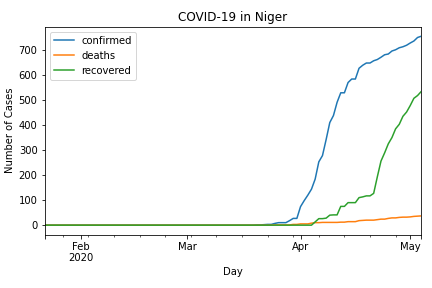 COVID-19 in Niger
confirmed
deaths
recovered
Number of Cases
700
600
500
400
300
200
100
0
Feb
2020
Mar
Apr
May
Day